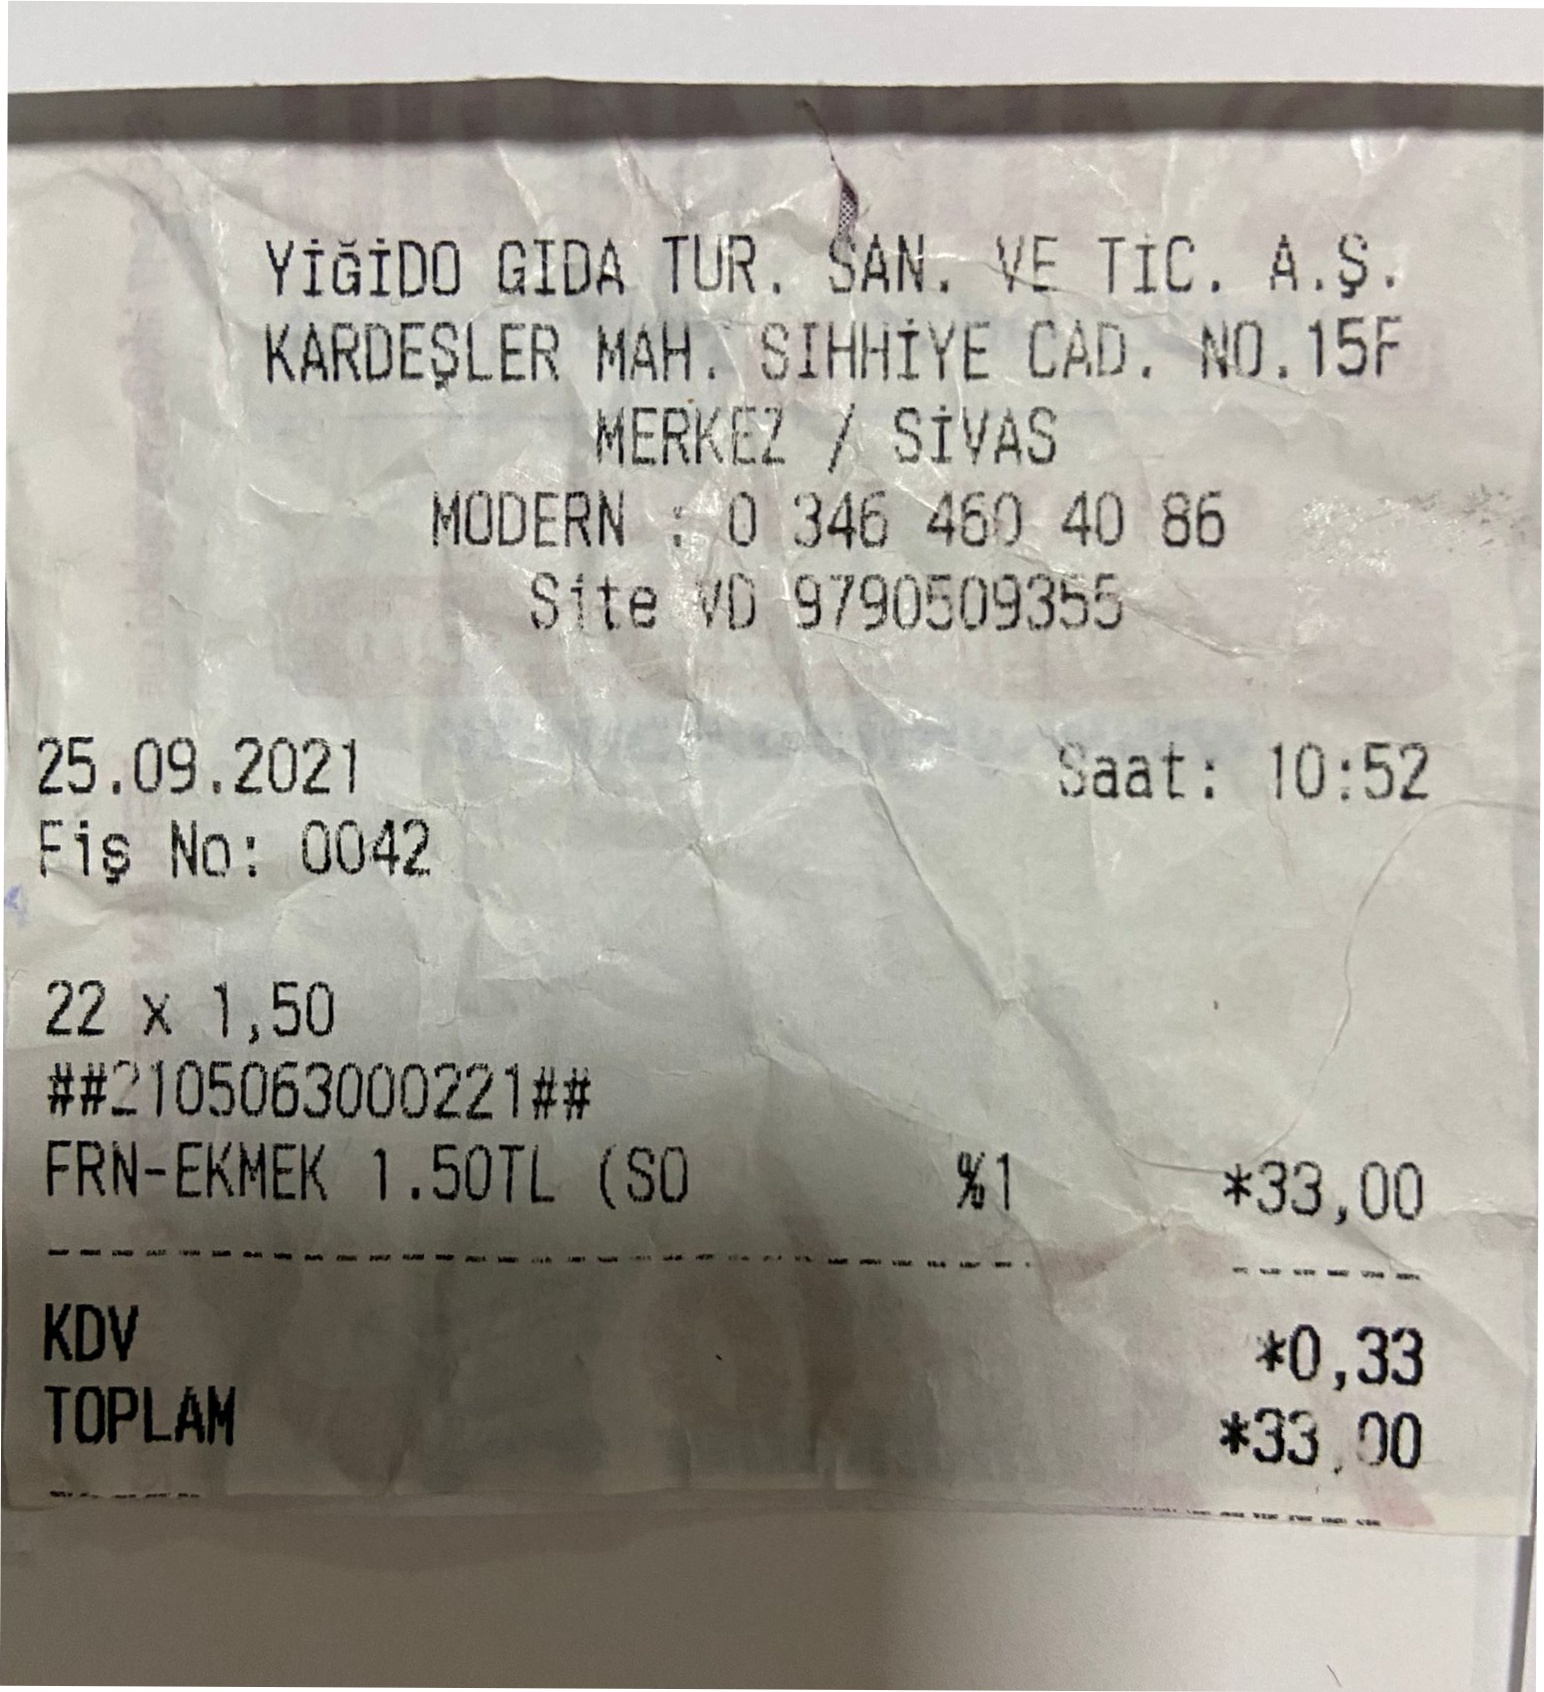 YİĞİDO GIDA TUR. SAN. VE TİC. A.Ş.
KARDEŞLER MAH. SIHHİYE CAD. NO.15F
MERKEZ / SİVAS
MODERN : 0 346 460 40 86
Site VD 9790509355
25.09.2021 Saat: 10:52
Fiş No: 0042
22 x 1,50
##2105063000221##
FRN-EKMEK 1.50TL (SO %1 *33,00
KDV *0,33
TOPLAM *33,00